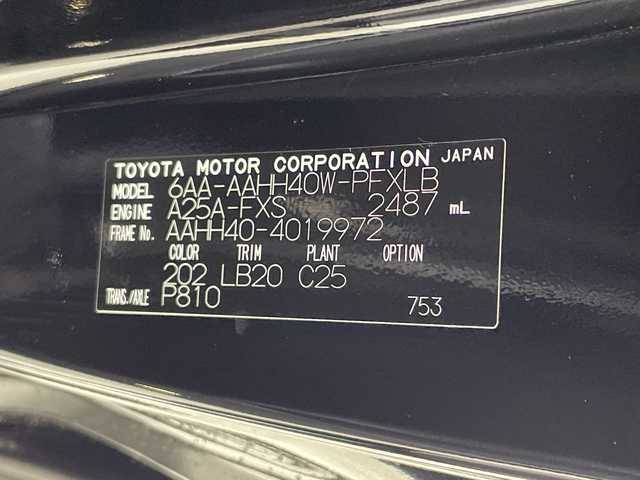 TOYOTA MOTOR CORPORATION JAPAN
MODEL 6AA-AAHH40W-PFXLB
ENGINE A25A-FXS 2487 mL
FRAME No. AAHH40-4019972
COLOR TRIM PLANT OPTION
202 LB20 C25
TRANS./AXLE P810 753